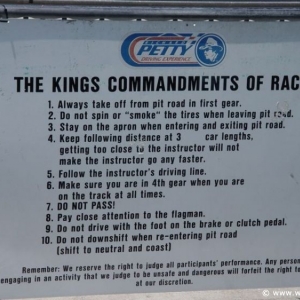 RICHARD
PETTY
DRIVING EXPERIENCE
THE KINGS COMMANDMENTS OF RAC
1. Always take off from pit road in first gear.
2. Do not spin or "smoke" the tires when leaving pit road.
3. Stay on the apron when entering and exiting pit road.
4. Keep following distance at 3 car lengths,
getting too close to the instructor will not
make the instructor go any faster.
5. Follow the instructor's driving line.
6. Make sure you are in 4th gear when you are
on the track at all times.
7. DO NOT PASS!
8. Pay close attention to the flagman.
9. Do not drive with the foot on the brake or clutch pedal.
10. Do not downshift when re-entering pit road
(shift to neutral and coast)
Remember: We reserve the right to judge all participants' performance. Any person
engaging in an activity that we judge to be unsafe and dangerous will forfeit the right to
at our discretion.
© www